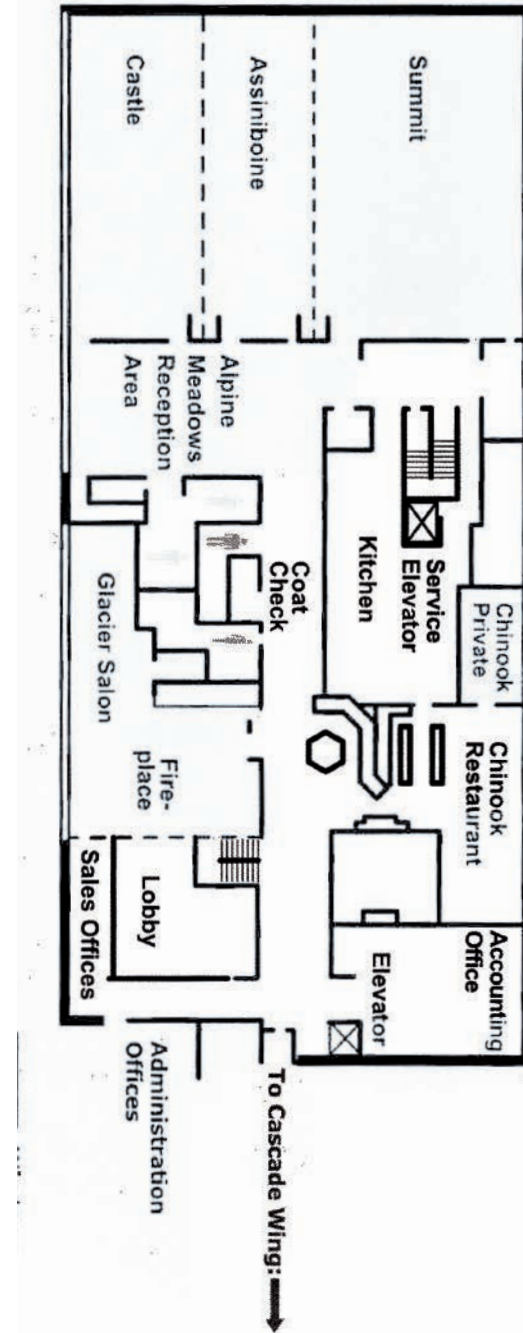 Castle
Assiniboine
Summit
Alpine
Meadows
Reception
Area
Coat
Check
Kitchen
Service
Elevator
Chinook
Private
Glacier Salon
Fire-
place
Chinook
Restaurant
Sales Offices
Lobby
Elevator
Accounting
Office
Administration
Offices
To Cascade Wing: